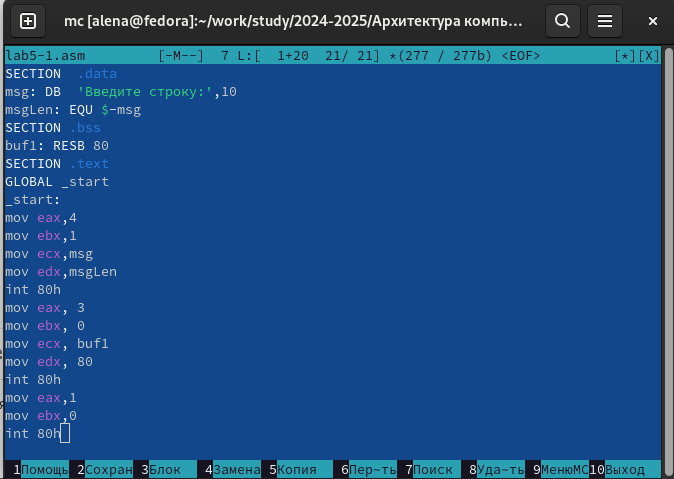 mc [alena@fedora]:~/work/study/2024-2025/Архитектура компь...
lab5-1.asm [-M--] 7 L:[ 1+20 21/ 21] *(277 / 277b) <EOF> [*][X]
SECTION .data
msg: DB 'Введите строку:',10
msgLen: EQU $-msg
SECTION .bss
buf1: RESB 80
SECTION .text
GLOBAL _start
_start:
mov eax,4
mov ebx,1
mov ecx,msg
mov edx,msgLen
int 80h
mov eax, 3
mov ebx, 0
mov ecx, buf1
mov edx, 80
int 80h
mov eax,1
mov ebx,0
int 80h
1Помощь 2Сохран 3Блок 4Замена 5Копия 6Пер~ть 7Поиск 8Уда~ть 9МенюMC 10Выход